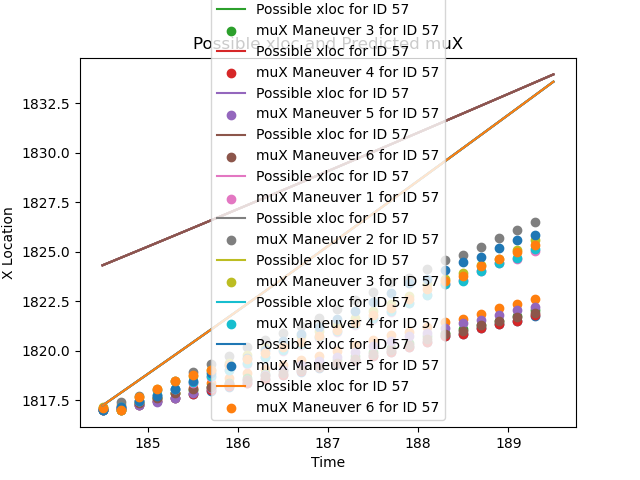 Possible xloc for ID 57
muX Maneuver 3 for ID 57
Possible xloc and Predicted muX
Possible xloc for ID 57
muX Maneuver 4 for ID 57
Possible xloc for ID 57
muX Maneuver 5 for ID 57
Possible xloc for ID 57
muX Maneuver 6 for ID 57
Possible xloc for ID 57
muX Maneuver 1 for ID 57
Possible xloc for ID 57
muX Maneuver 2 for ID 57
Possible xloc for ID 57
muX Maneuver 3 for ID 57
Possible xloc for ID 57
muX Maneuver 4 for ID 57
Possible xloc for ID 57
muX Maneuver 5 for ID 57
Possible xloc for ID 57
muX Maneuver 6 for ID 57
X Location
1832.5
1830.0
1827.5
1825.0
1822.5
1820.0
1817.5
185 186 187 188 189
Time